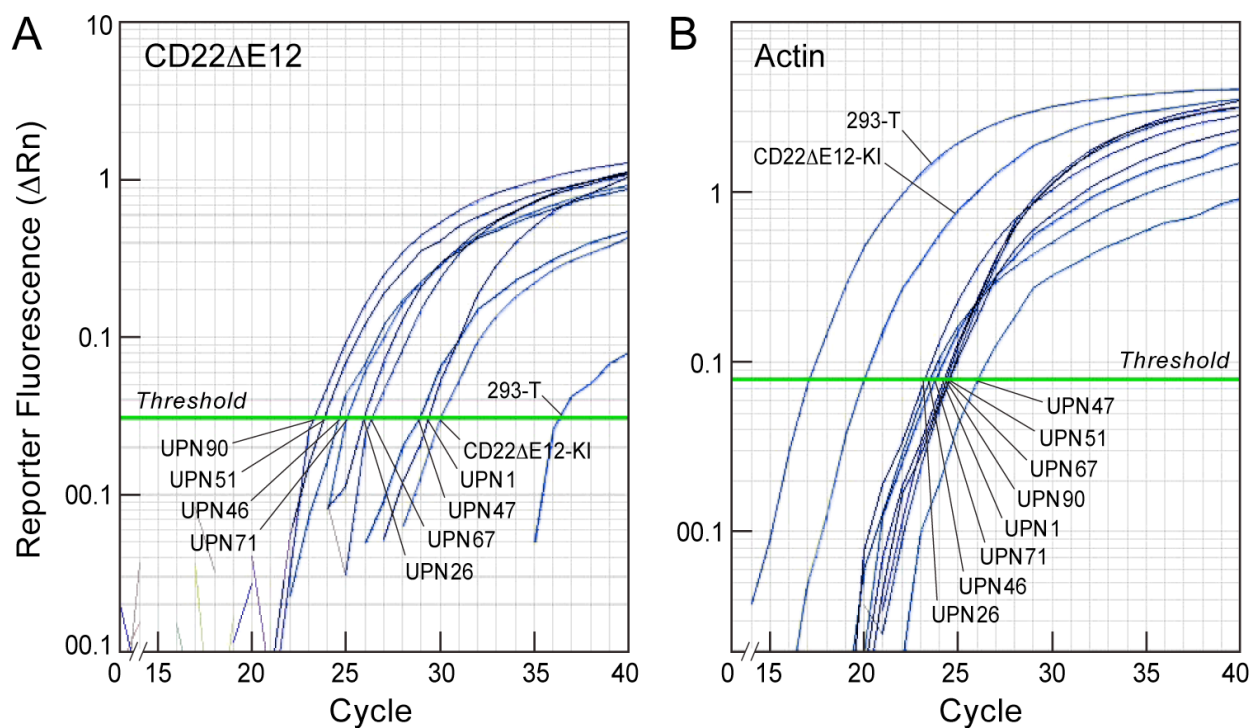 A
CD22ΔE12
Reporter Fluorescence (ΔRn)
10
1
0.1
00.1
00.1
Threshold
UPN90
UPN51
UPN46
UPN71
293-T
CD22ΔE12-KI
UPN1
UPN47
UPN67
UPN26
0 15 20 25 30 35 40
Cycle
B
Actin
1
0.1
00.1
293-T
CD22ΔE12-KI
Threshold
UPN47
UPN51
UPN67
UPN90
UPN1
UPN71
UPN46
UPN26
0 15 20 25 30 35 40
Cycle